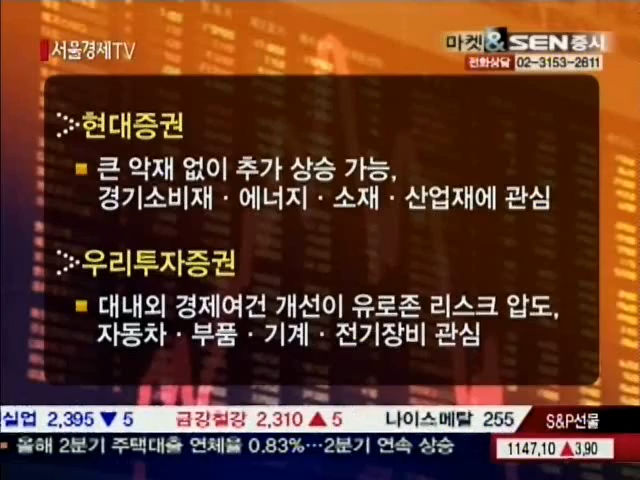 서울경제TV
마켓&SEN증시
전화상담 02-3153-2611
현대증권
큰 악재 없이 추가 상승 가능,
경기소비재 · 에너지 · 소재 · 산업재에 관심
우리투자증권
대내외 경제여건 개선이 유로존 리스크 압도,
자동차 · 부품 · 기계 · 전기장비 관심
실업 2,395 ▼ 5 금강철강 2,310 ▲ 5 나이스메탈 255
S&P선물
올해 2분기 주택대출 연체율 0.83%…2분기 연속 상승
1147,10 ▲3,90